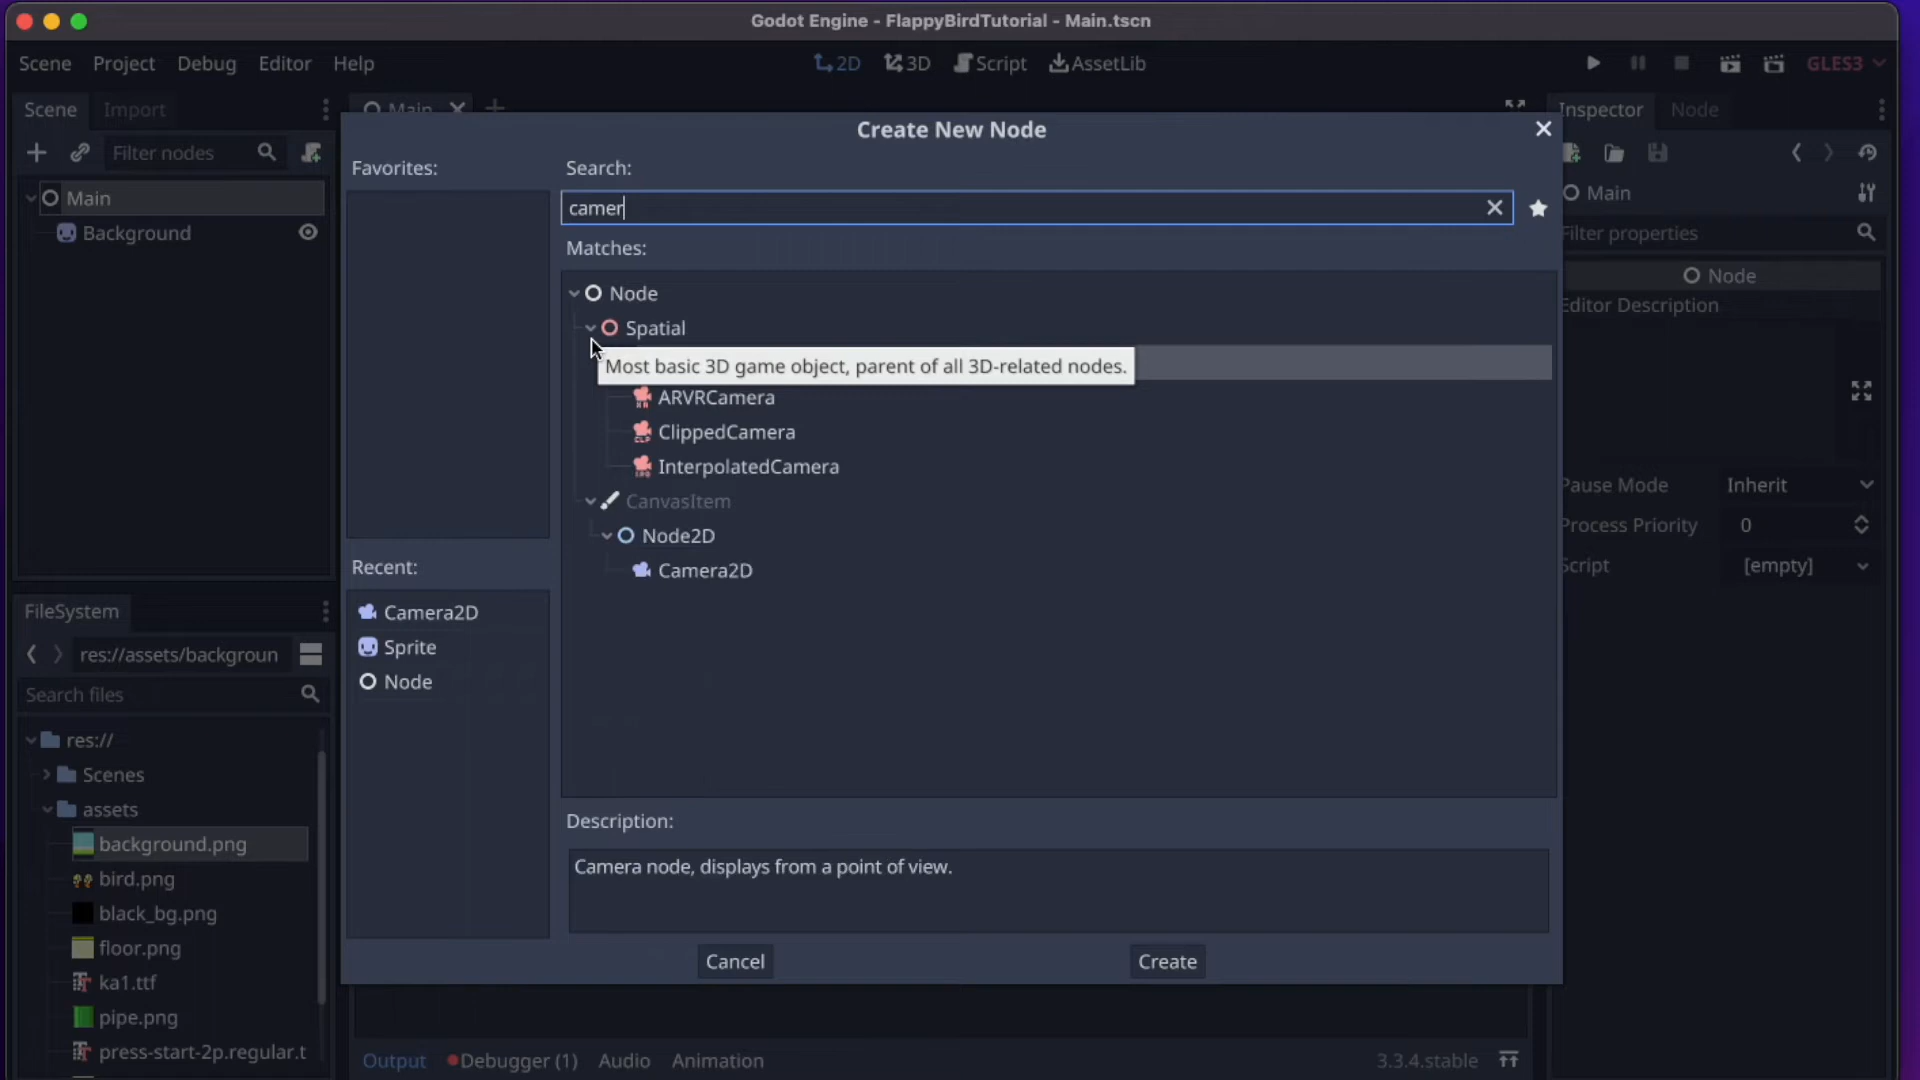 Godot Engine - FlappyBirdTutorial - Main.tscn
Scene Project Debug Editor Help
2D 3D Script AssetLib
GLES3
Scene Import
Main
Inspector Node
Filter nodes
Main
Background
Create New Node
Favorites:
Search:
camer
Matches:
Node
Spatial
Most basic 3D game object, parent of all 3D-related nodes.
ARVRCamera
ClippedCamera
InterpolatedCamera
CanvasItem
Node2D
Camera2D
Recent:
Camera2D
Sprite
Node
Description:
Camera node, displays from a point of view.
Cancel
Create
Main
Filter properties
Node
Editor Description
Pause Mode Inherit
Process Priority 0
Script [empty]
FileSystem
res://assets/backgroun
Search files
res://
Scenes
assets
background.png
bird.png
black_bg.png
floor.png
ka1.ttf
pipe.png
press-start-2p.regular.t
Output Debugger (1) Audio Animation
3.3.4.stable